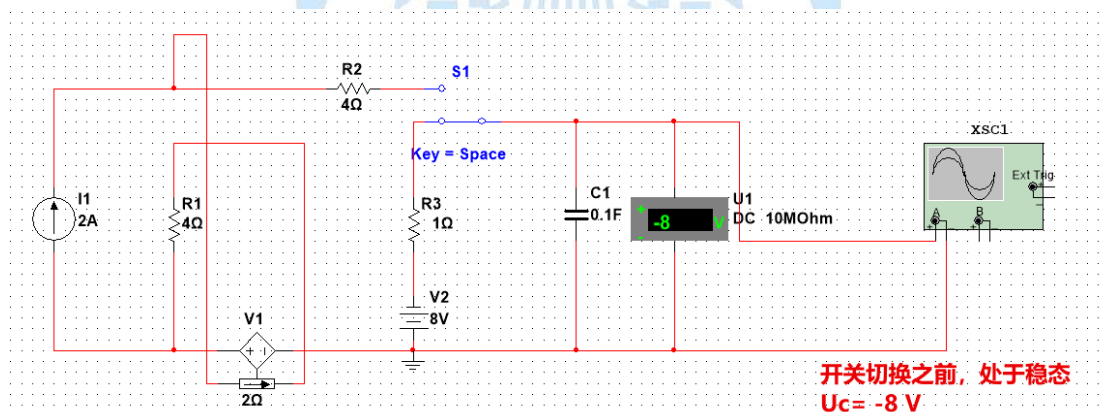 R2
4Ω
S1
Key = Space
XSC1
Ext Trig
A
B
I1
2A
R1
4Ω
R3
1Ω
C1
0.1F
U1
-8 V
DC 10MOhm
V2
8V
V1
2Ω
开关切换之前，处于稳态
Uc= -8 V